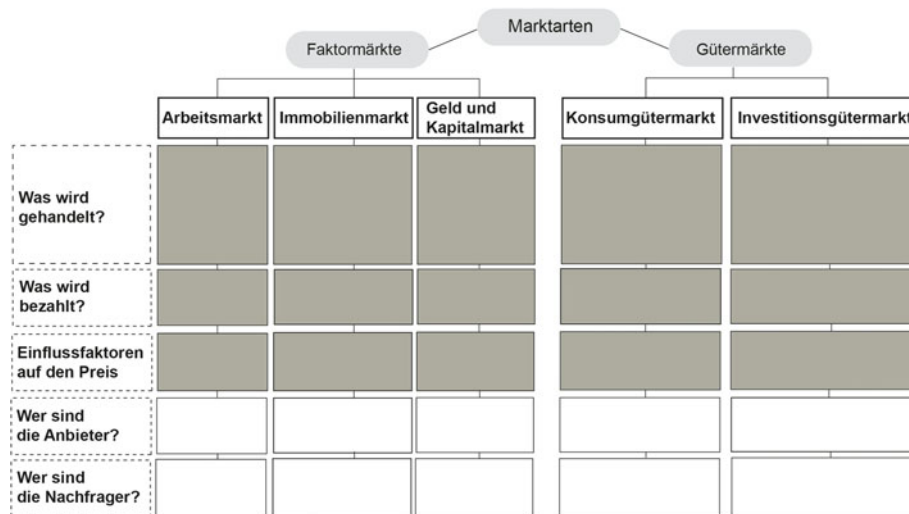 Marktarten
Faktormärkte
Gütermärkte
Arbeitsmarkt
Immobilienmarkt
Geld und
Kapitalmarkt
Konsumgütermarkt
Investitionsgütermarkt
Was wird
gehandelt?
Was wird
bezahlt?
Einflussfaktoren
auf den Preis
Wer sind
die Anbieter?
Wer sind
die Nachfrager?